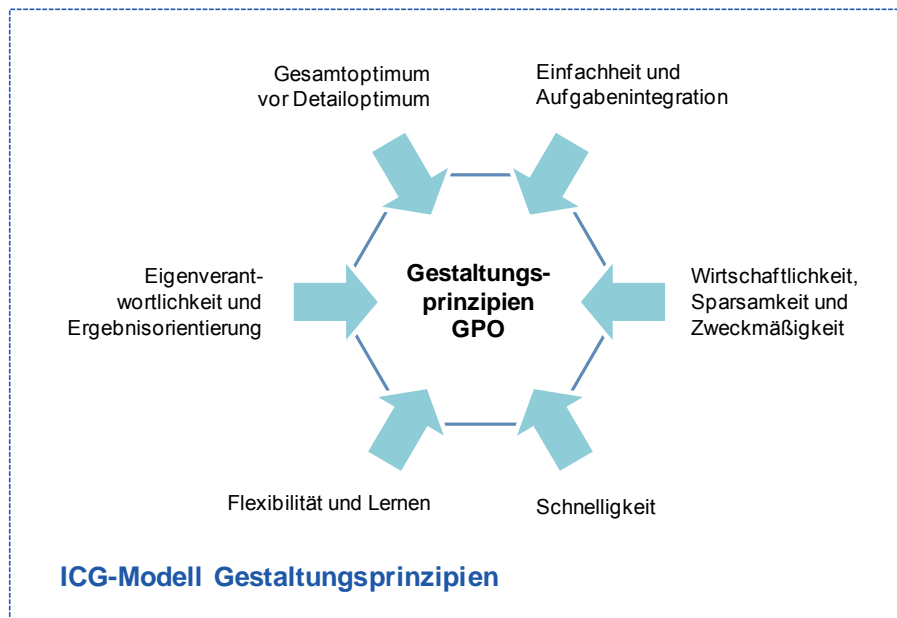 Gesamtoptimum
vor Detailoptimum
Einfachheit und
Aufgabenintegration
Eigenverant-
wortlichkeit und
Ergebnisorientierung
Gestaltungs-
prinzipien
GPO
Wirtschaftlichkeit,
Sparsamkeit und
Zweckmäßigkeit
Flexibilität und Lernen
Schnelligkeit
ICG-Modell Gestaltungsprinzipien